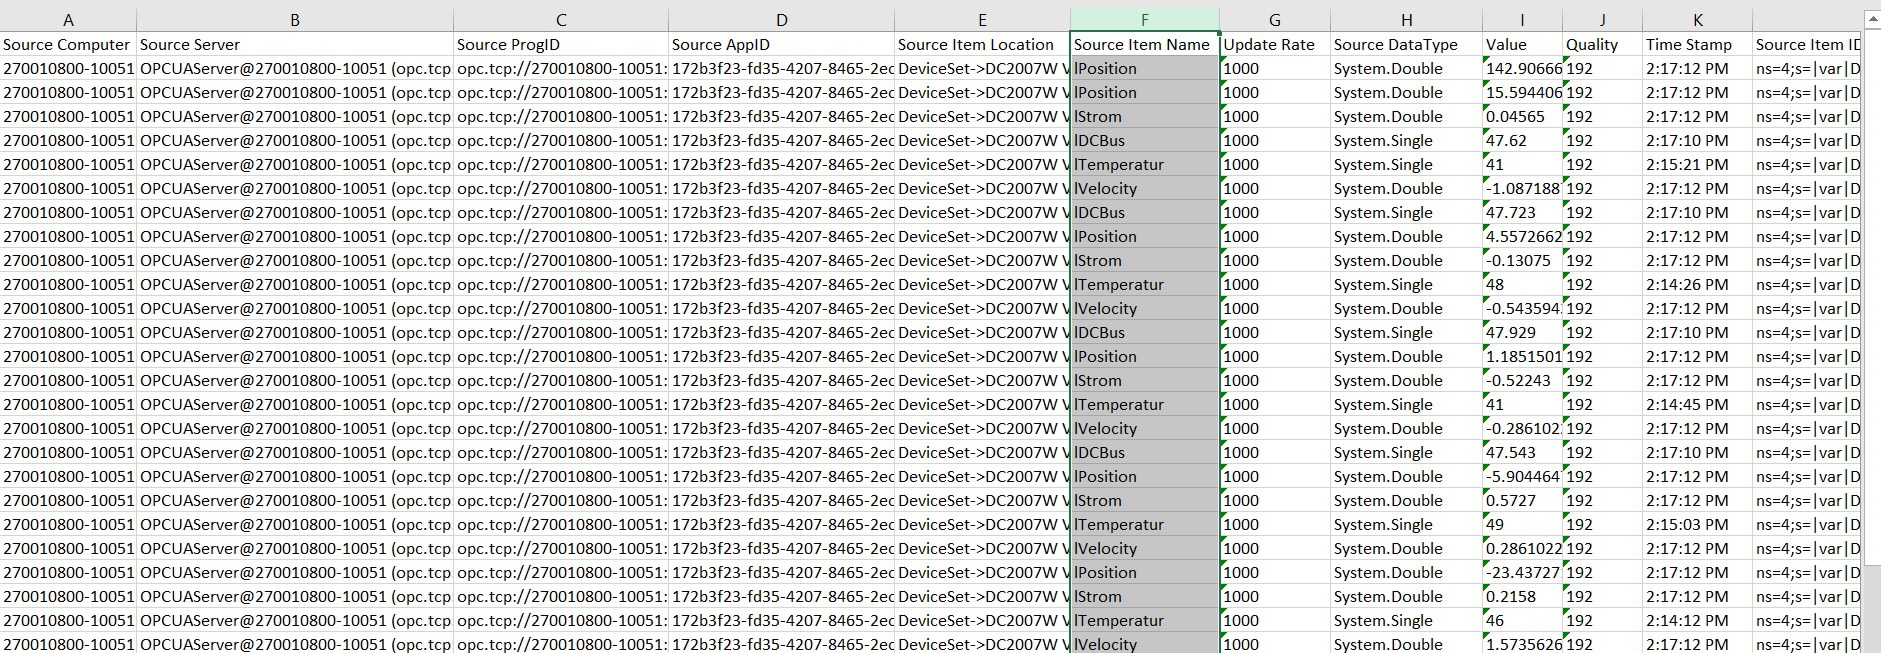 A B C D E F G H I J K
Source Computer Source Server Source ProgID Source AppID Source Item Location Source Item Name Update Rate Source DataType Value Quality Time Stamp Source Item ID
270010800-10051 OPCUAServer@270010800-10051 (opc.tcp opc.tcp://270010800-10051: 172b3f23-fd35-4207-8465-2ec DeviceSet->DC2007W V lPosition 1000 System.Double 142.90666 192 2:17:12 PM ns=4;s=|var|D
270010800-10051 OPCUAServer@270010800-10051 (opc.tcp opc.tcp://270010800-10051: 172b3f23-fd35-4207-8465-2ec DeviceSet->DC2007W V lPosition 1000 System.Double 15.594406 192 2:17:12 PM ns=4;s=|var|D
270010800-10051 OPCUAServer@270010800-10051 (opc.tcp opc.tcp://270010800-10051: 172b3f23-fd35-4207-8465-2ec DeviceSet->DC2007W V lStrom 1000 System.Double 0.04565 192 2:17:12 PM ns=4;s=|var|D
270010800-10051 OPCUAServer@270010800-10051 (opc.tcp opc.tcp://270010800-10051: 172b3f23-fd35-4207-8465-2ec DeviceSet->DC2007W V lDCBus 1000 System.Single 47.62 192 2:17:10 PM ns=4;s=|var|D
270010800-10051 OPCUAServer@270010800-10051 (opc.tcp opc.tcp://270010800-10051: 172b3f23-fd35-4207-8465-2ec DeviceSet->DC2007W V lTemperatur 1000 System.Single 41 192 2:15:21 PM ns=4;s=|var|D
270010800-10051 OPCUAServer@270010800-10051 (opc.tcp opc.tcp://270010800-10051: 172b3f23-fd35-4207-8465-2ec DeviceSet->DC2007W V lVelocity 1000 System.Double -1.087188 192 2:17:12 PM ns=4;s=|var|D
270010800-10051 OPCUAServer@270010800-10051 (opc.tcp opc.tcp://270010800-10051: 172b3f23-fd35-4207-8465-2ec DeviceSet->DC2007W V lDCBus 1000 System.Single 47.723 192 2:17:10 PM ns=4;s=|var|D
270010800-10051 OPCUAServer@270010800-10051 (opc.tcp opc.tcp://270010800-10051: 172b3f23-fd35-4207-8465-2ec DeviceSet->DC2007W V lPosition 1000 System.Double 4.5572662 192 2:17:12 PM ns=4;s=|var|D
270010800-10051 OPCUAServer@270010800-10051 (opc.tcp opc.tcp://270010800-10051: 172b3f23-fd35-4207-8465-2ec DeviceSet->DC2007W V lStrom 1000 System.Double -0.13075 192 2:17:12 PM ns=4;s=|var|D
270010800-10051 OPCUAServer@270010800-10051 (opc.tcp opc.tcp://270010800-10051: 172b3f23-fd35-4207-8465-2ec DeviceSet->DC2007W V lTemperatur 1000 System.Single 48 192 2:14:26 PM ns=4;s=|var|D
270010800-10051 OPCUAServer@270010800-10051 (opc.tcp opc.tcp://270010800-10051: 172b3f23-fd35-4207-8465-2ec DeviceSet->DC2007W V lVelocity 1000 System.Double -0.543594 192 2:17:12 PM ns=4;s=|var|D
270010800-10051 OPCUAServer@270010800-10051 (opc.tcp opc.tcp://270010800-10051: 172b3f23-fd35-4207-8465-2ec DeviceSet->DC2007W V lDCBus 1000 System.Single 47.929 192 2:17:10 PM ns=4;s=|var|D
270010800-10051 OPCUAServer@270010800-10051 (opc.tcp opc.tcp://270010800-10051: 172b3f23-fd35-4207-8465-2ec DeviceSet->DC2007W V lPosition 1000 System.Double 1.1851501 192 2:17:12 PM ns=4;s=|var|D
270010800-10051 OPCUAServer@270010800-10051 (opc.tcp opc.tcp://270010800-10051: 172b3f23-fd35-4207-8465-2ec DeviceSet->DC2007W V lStrom 1000 System.Double -0.52243 192 2:17:12 PM ns=4;s=|var|D
270010800-10051 OPCUAServer@270010800-10051 (opc.tcp opc.tcp://270010800-10051: 172b3f23-fd35-4207-8465-2ec DeviceSet->DC2007W V lTemperatur 1000 System.Single 41 192 2:14:45 PM ns=4;s=|var|D
270010800-10051 OPCUAServer@270010800-10051 (opc.tcp opc.tcp://270010800-10051: 172b3f23-fd35-4207-8465-2ec DeviceSet->DC2007W V lVelocity 1000 System.Double -0.286102 192 2:17:12 PM ns=4;s=|var|D
270010800-10051 OPCUAServer@270010800-10051 (opc.tcp opc.tcp://270010800-10051: 172b3f23-fd35-4207-8465-2ec DeviceSet->DC2007W V lDCBus 1000 System.Single 47.543 192 2:17:10 PM ns=4;s=|var|D
270010800-10051 OPCUAServer@270010800-10051 (opc.tcp opc.tcp://270010800-10051: 172b3f23-fd35-4207-8465-2ec DeviceSet->DC2007W V lPosition 1000 System.Double -5.904464 192 2:17:12 PM ns=4;s=|var|D
270010800-10051 OPCUAServer@270010800-10051 (opc.tcp opc.tcp://270010800-10051: 172b3f23-fd35-4207-8465-2ec DeviceSet->DC2007W V lStrom 1000 System.Double 0.5727 192 2:17:12 PM ns=4;s=|var|D
270010800-10051 OPCUAServer@270010800-10051 (opc.tcp opc.tcp://270010800-10051: 172b3f23-fd35-4207-8465-2ec DeviceSet->DC2007W V lTemperatur 1000 System.Single 49 192 2:15:03 PM ns=4;s=|var|D
270010800-10051 OPCUAServer@270010800-10051 (opc.tcp opc.tcp://270010800-10051: 172b3f23-fd35-4207-8465-2ec DeviceSet->DC2007W V lVelocity 1000 System.Double 0.2861022 192 2:17:12 PM ns=4;s=|var|D
270010800-10051 OPCUAServer@270010800-10051 (opc.tcp opc.tcp://270010800-10051: 172b3f23-fd35-4207-8465-2ec DeviceSet->DC2007W V lPosition 1000 System.Double -23.43727 192 2:17:12 PM ns=4;s=|var|D
270010800-10051 OPCUAServer@270010800-10051 (opc.tcp opc.tcp://270010800-10051: 172b3f23-fd35-4207-8465-2ec DeviceSet->DC2007W V lStrom 1000 System.Double 0.2158 192 2:17:12 PM ns=4;s=|var|D
270010800-10051 OPCUAServer@270010800-10051 (opc.tcp opc.tcp://270010800-10051: 172b3f23-fd35-4207-8465-2ec DeviceSet->DC2007W V lTemperatur 1000 System.Single 46 192 2:14:12 PM ns=4;s=|var|D
270010800-10051 OPCUAServer@270010800-10051 (opc.tcp opc.tcp://270010800-10051: 172b3f23-fd35-4207-8465-2ec DeviceSet->DC2007W V lVelocity 1000 System.Double 1.5735626 192 2:17:12 PM ns=4;s=|var|D